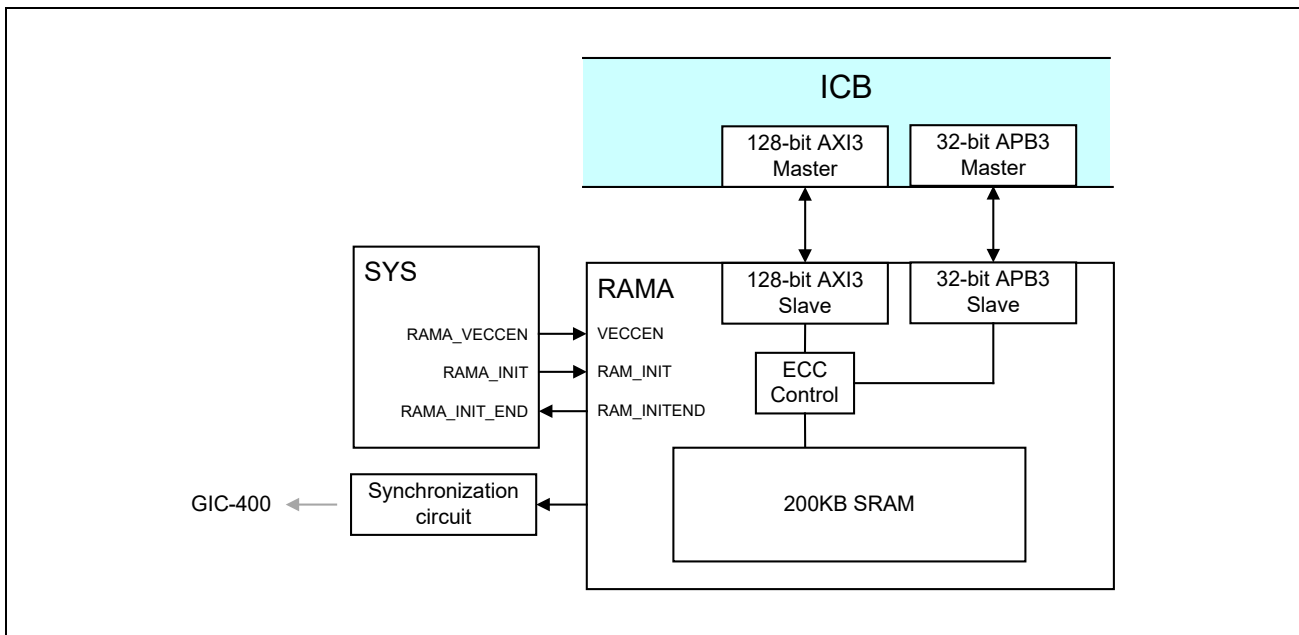 ICB
128-bit AXI3
Master
32-bit APB3
Master
SYS
RAMA_VECCEN
RAMA_INIT
RAMA_INIT_END
RAMA
VECCEN
RAM_INIT
RAM_INITEND
128-bit AXI3
Slave
32-bit APB3
Slave
ECC
Control
200KB SRAM
GIC-400
Synchronization
circuit